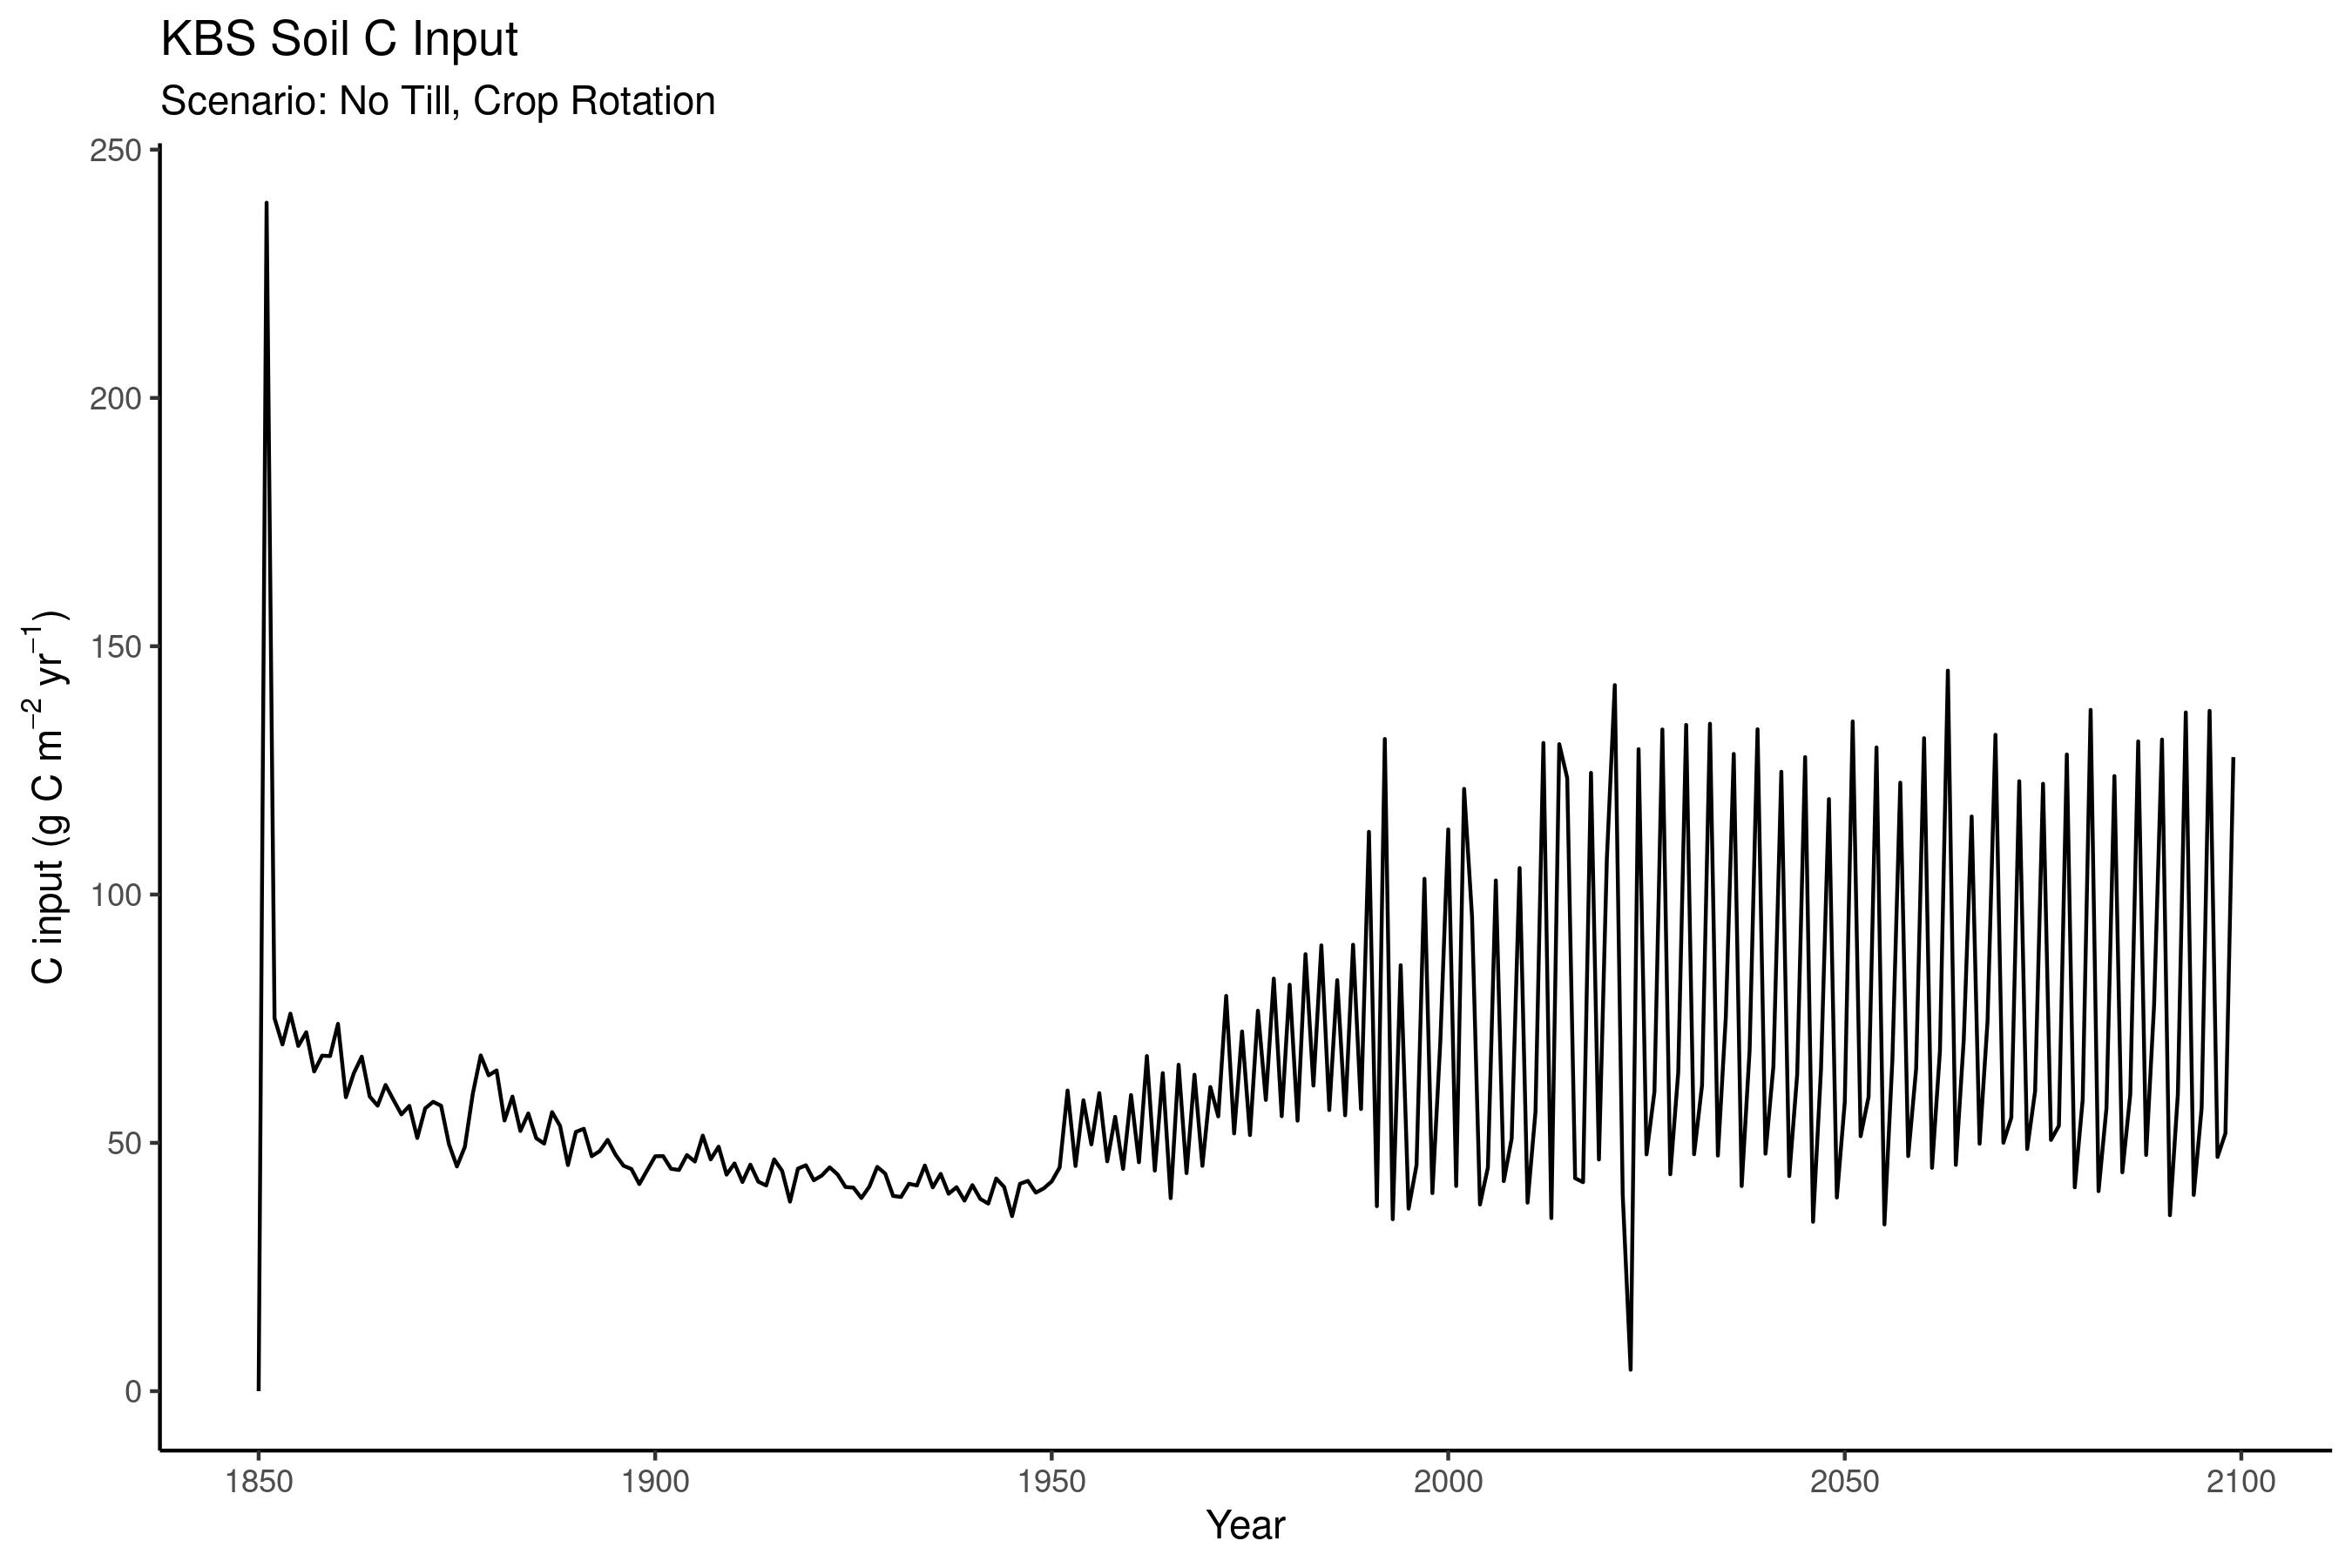 KBS Soil C Input
Scenario: No Till, Crop Rotation
250
200
150
100
50
0
C input (g C m⁻² yr⁻¹)
1850 1900 1950 2000 2050 2100
Year